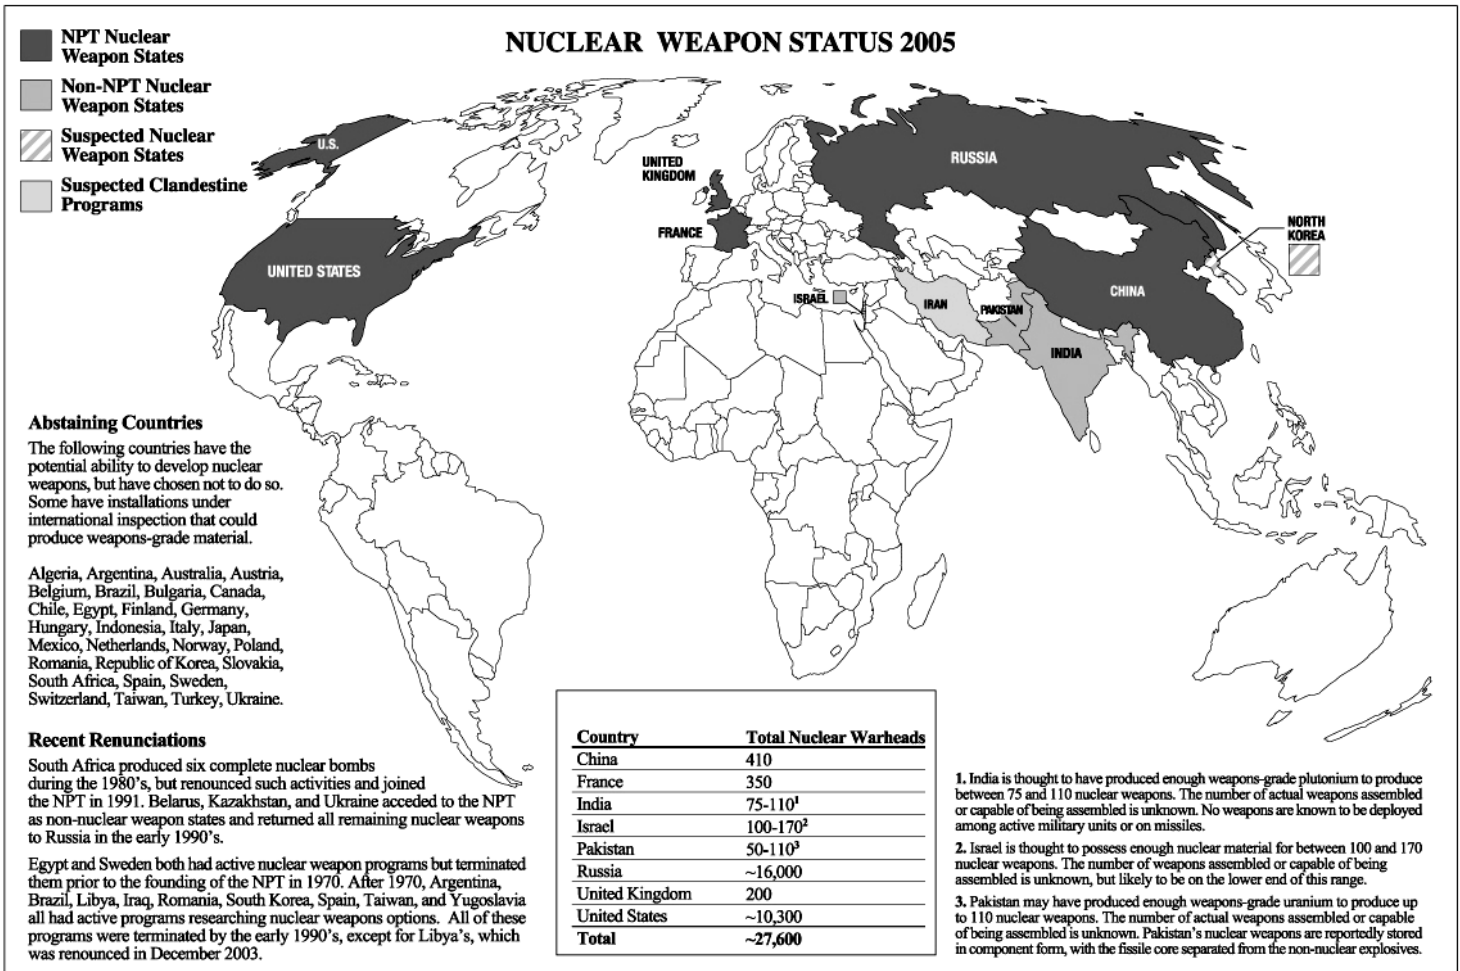 NPT Nuclear
Weapon States
Non-NPT Nuclear
Weapon States
Suspected Nuclear
Weapon States
Suspected Clandestine
Programs
NUCLEAR WEAPON STATUS 2005
U.S.
UNITED STATES
UNITED
KINGDOM
FRANCE
RUSSIA
NORTH
KOREA
CHINA
ISRAEL
IRAN
PAKISTAN
INDIA
Abstaining Countries
The following countries have the
potential ability to develop nuclear
weapons, but have chosen not to do so.
Some have installations under
international inspection that could
produce weapons-grade material.
Algeria, Argentina, Australia, Austria,
Belgium, Brazil, Bulgaria, Canada,
Chile, Egypt, Finland, Germany,
Hungary, Indonesia, Italy, Japan,
Mexico, Netherlands, Norway, Poland,
Romania, Republic of Korea, Slovakia,
South Africa, Spain, Sweden,
Switzerland, Taiwan, Turkey, Ukraine.
Recent Renunciations
South Africa produced six complete nuclear bombs
during the 1980's, but renounced such activities and joined
the NPT in 1991. Belarus, Kazakhstan, and Ukraine acceded to the NPT
as non-nuclear weapon states and returned all remaining nuclear weapons
to Russia in the early 1990's.
Egypt and Sweden both had active nuclear weapon programs but terminated
them prior to the founding of the NPT in 1970. After 1970, Argentina,
Brazil, Libya, Iraq, Romania, South Korea, Spain, Taiwan, and Yugoslavia
all had active programs researching nuclear weapons options. All of these
programs were terminated by the early 1990's, except for Libya's, which
was renounced in December 2003.
Country Total Nuclear Warheads
China 410
France 350
India 75-110¹
Israel 100-170²
Pakistan 50-110³
Russia ~16,000
United Kingdom 200
United States ~10,300
Total ~27,600
1. India is thought to have produced enough weapons-grade plutonium to produce
between 75 and 110 nuclear weapons. The number of actual weapons assembled
or capable of being assembled is unknown. No weapons are known to be deployed
among active military units or on missiles.
2. Israel is thought to possess enough nuclear material for between 100 and 170
nuclear weapons. The number of weapons assembled or capable of being
assembled is unknown, but likely to be on the lower end of this range.
3. Pakistan may have produced enough weapons-grade uranium to produce up
to 110 nuclear weapons. The number of actual weapons assembled or capable
of being assembled is unknown. Pakistan's nuclear weapons are reportedly stored
in component form, with the fissile core separated from the non-nuclear explosives.